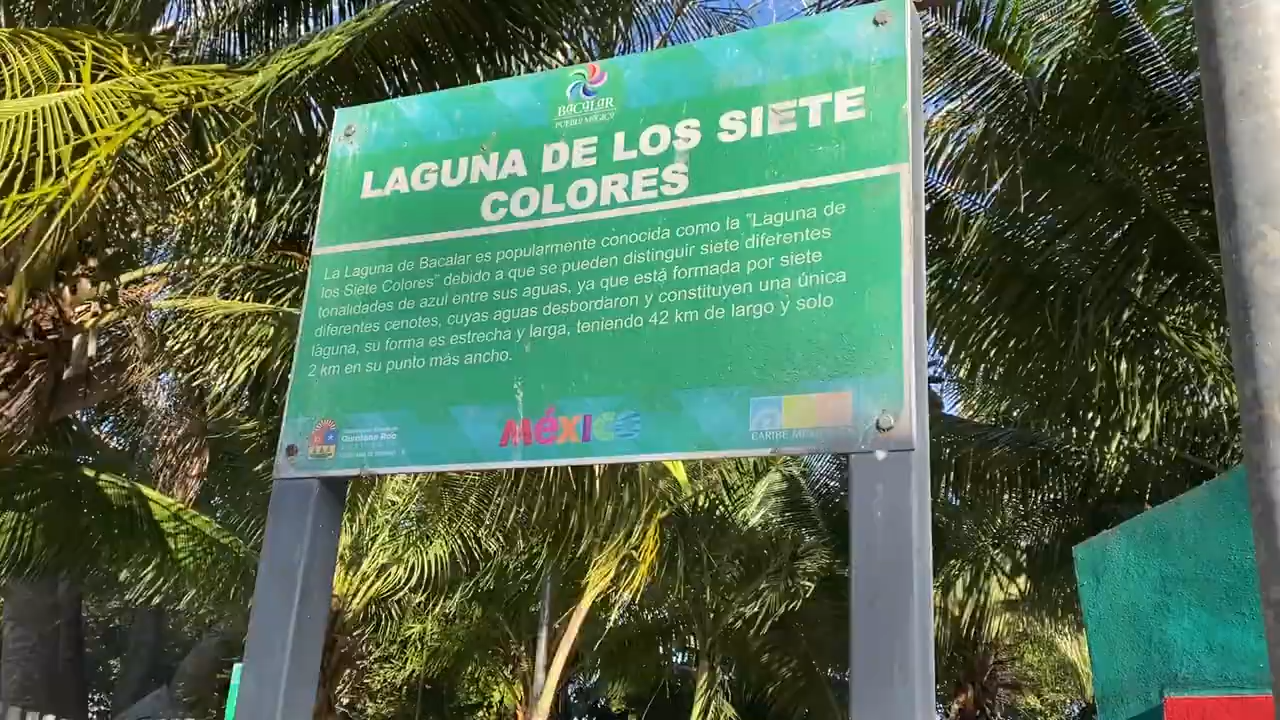 BACALAR
PUEBLO MÁGICO
LAGUNA DE LOS SIETE
COLORES
La Laguna de Bacalar es popularmente conocida como la "Laguna de
los Siete Colores" debido a que se pueden distinguir siete diferentes
tonalidades de azul entre sus aguas, ya que está formada por siete
diferentes cenotes, cuyas aguas desbordaron y constituyen una única
laguna, su forma es estrecha y larga, teniendo 42 km de largo y solo
2 km en su punto más ancho.
Quintana Roo
MÉXICO
CARIBE